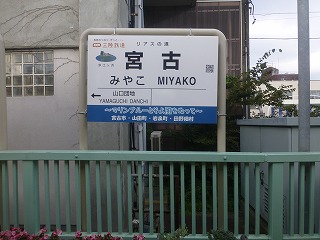 三陸鉄道 リアスの道
宮古
みやこ MIYAKO
山口団地
YAMAGUCHI DANCHI
宮古市・山田町・岩泉町・田野畑村